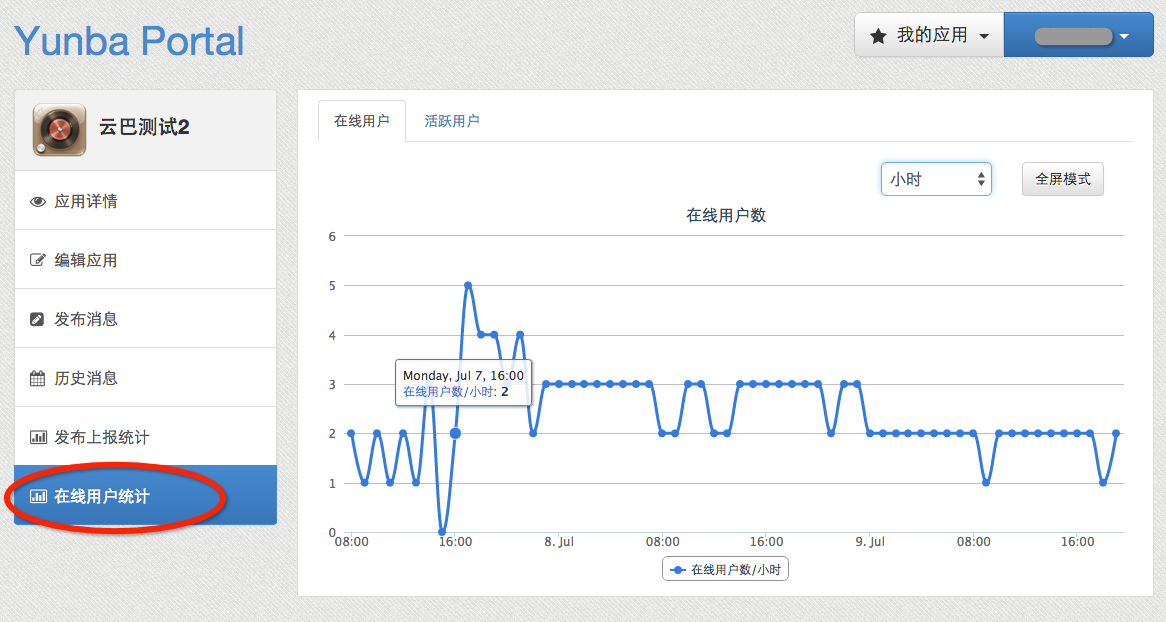 Yunba Portal
我的应用
云巴测试2
应用详情
编辑应用
发布消息
历史消息
发布上报统计
在线用户统计
在线用户
活跃用户
小时
全屏模式
在线用户数
6
5
4
3
2
1
0
Monday, Jul 7, 16:00
在线用户数/小时: 2
08:00
16:00
8. Jul
08:00
16:00
9. Jul
08:00
16:00
在线用户数/小时